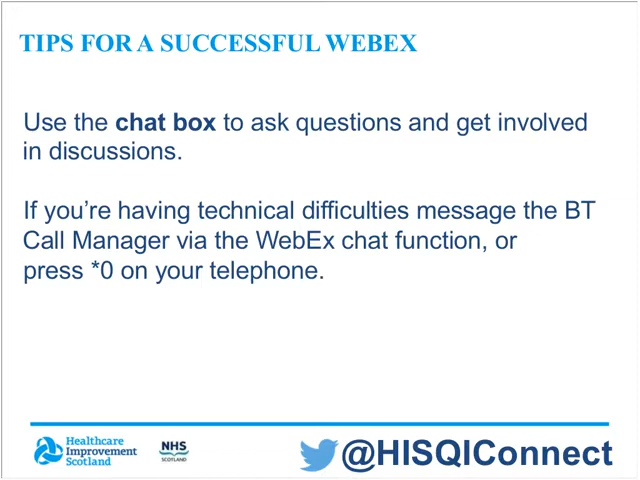 TIPS FOR A SUCCESSFUL WEBEX
Use the chat box to ask questions and get involved
in discussions.
If you’re having technical difficulties message the BT
Call Manager via the WebEx chat function, or
press *0 on your telephone.
Healthcare
Improvement
Scotland
NHS
SCOTLAND
@HISQIConnect